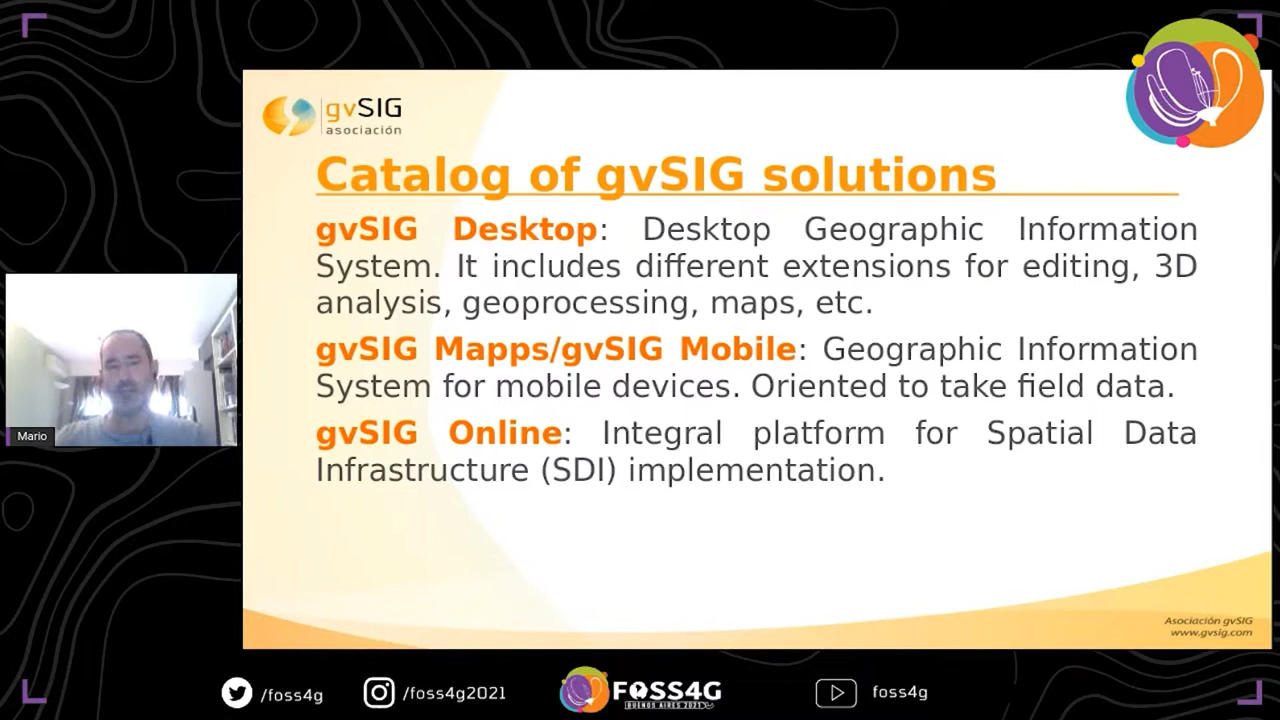 gvSIG
asociación
Catalog of gvSIG solutions
gvSIG Desktop: Desktop Geographic Information
System. It includes different extensions for editing, 3D
analysis, geoprocessing, maps, etc.
gvSIG Mapps/gvSIG Mobile: Geographic Information
System for mobile devices. Oriented to take field data.
gvSIG Online: Integral platform for Spatial Data
Infrastructure (SDI) implementation.
Mario
Asociación gvSIG
www.gvsig.com
/foss4g
/foss4g2021
FOSS4G
BUENOS AIRES 2021
foss4g